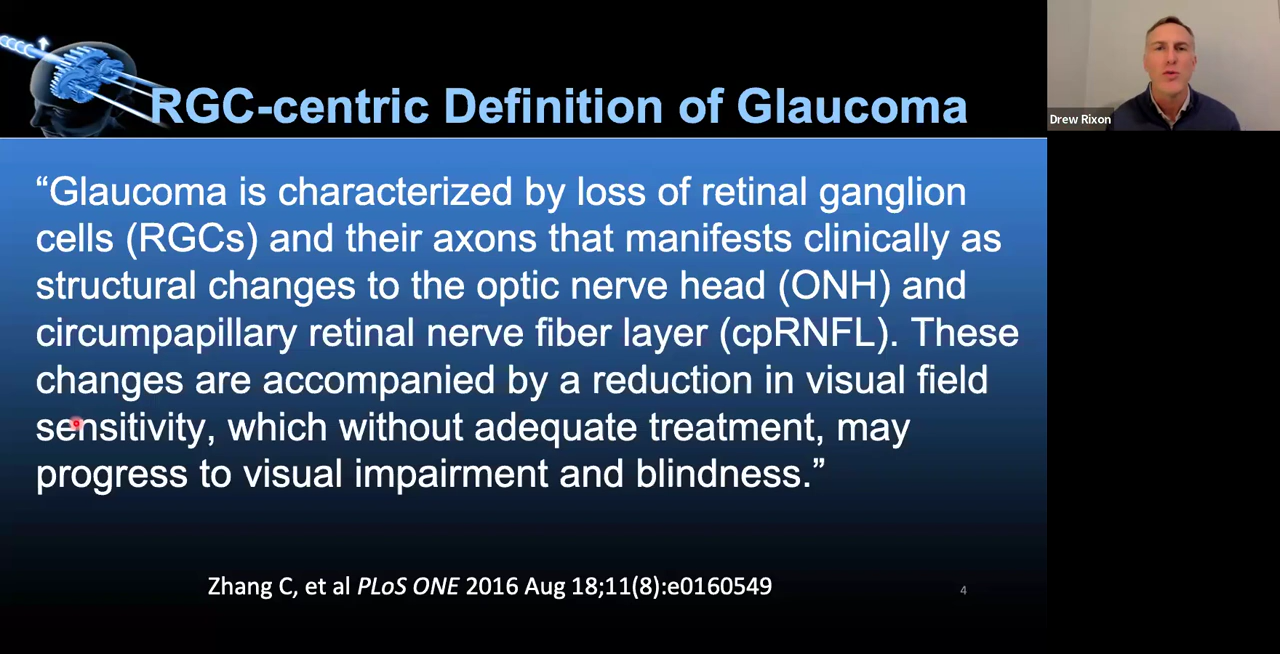 RGC-centric Definition of Glaucoma
Drew Rixon
“Glaucoma is characterized by loss of retinal ganglion
cells (RGCs) and their axons that manifests clinically as
structural changes to the optic nerve head (ONH) and
circumpapillary retinal nerve fiber layer (cpRNFL). These
changes are accompanied by a reduction in visual field
sensitivity, which without adequate treatment, may
progress to visual impairment and blindness.”
Zhang C, et al PLoS ONE 2016 Aug 18;11(8):e0160549
4